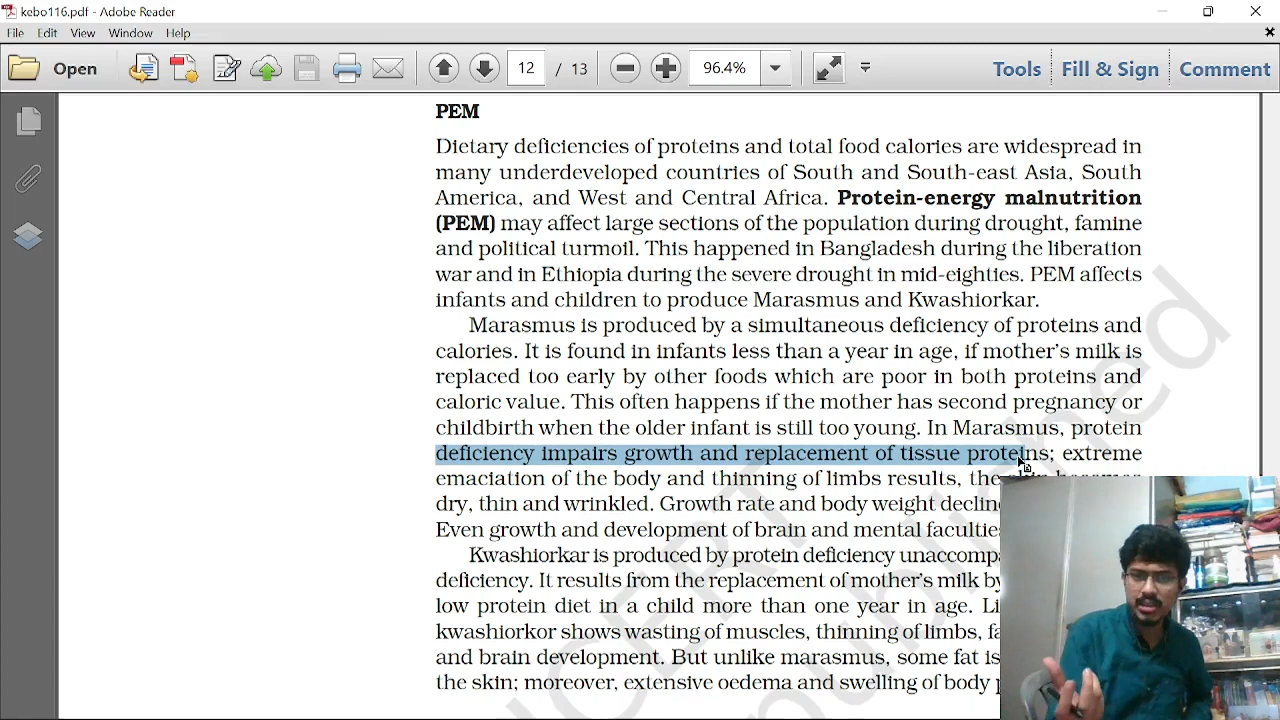 kebo116.pdf - Adobe Reader
File Edit View Window Help
Open 12 / 13 96.4% Tools Fill & Sign Comment
PEM
Dietary deficiencies of proteins and total food calories are widespread in
many underdeveloped countries of South and South-east Asia, South
America, and West and Central Africa. Protein-energy malnutrition
(PEM) may affect large sections of the population during drought, famine
and political turmoil. This happened in Bangladesh during the liberation
war and in Ethiopia during the severe drought in mid-eighties. PEM affects
infants and children to produce Marasmus and Kwashiorkar.
Marasmus is produced by a simultaneous deficiency of proteins and
calories. It is found in infants less than a year in age, if mother's milk is
replaced too early by other foods which are poor in both proteins and
caloric value. This often happens if the mother has second pregnancy or
childbirth when the older infant is still too young. In Marasmus, protein
deficiency impairs growth and replacement of tissue proteins; extreme
emaciation of the body and thinning of limbs results, the
dry, thin and wrinkled. Growth rate and body weight
Even growth and development of brain and mental
Kwashiorkar is produced by protein deficiency
deficiency. It results from the replacement of mother's milk by
low protein diet in a child more than one year in age.
kwashiorkor shows wasting of muscles, thinning of limbs,
and brain development. But unlike marasmus, some fat is
the skin; moreover, extensive oedema and swelling of body
NCERT
published